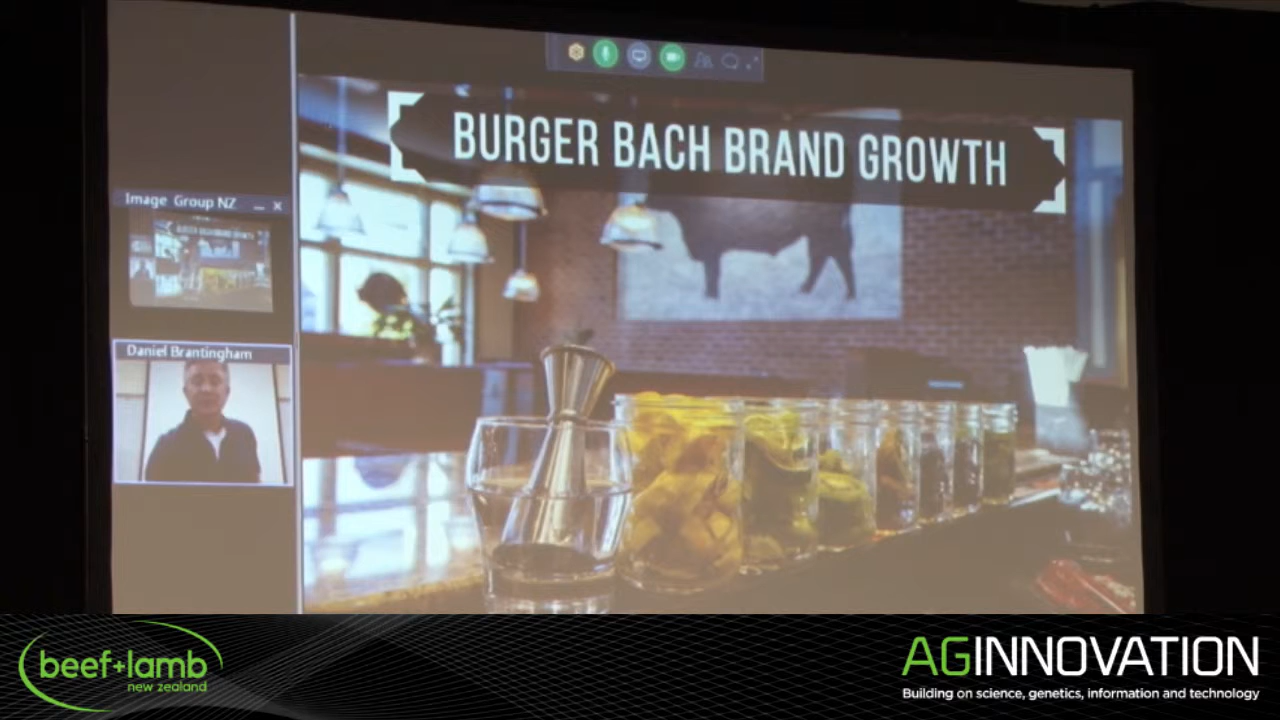 BURGER BACH BRAND GROWTH
Image Group NZ
Daniel Brantingham
beef+lamb
new zealand
AGINNOVATION
Building on science, genetics, information and technology